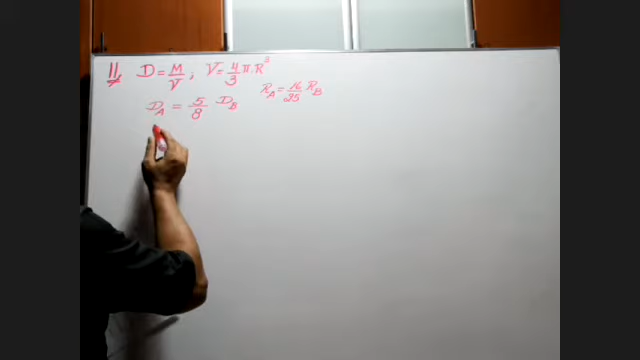 11, D = M/V ; V = 4/3 π.R³
D_A = 5/8 D_B R_A = 16/25 R_B